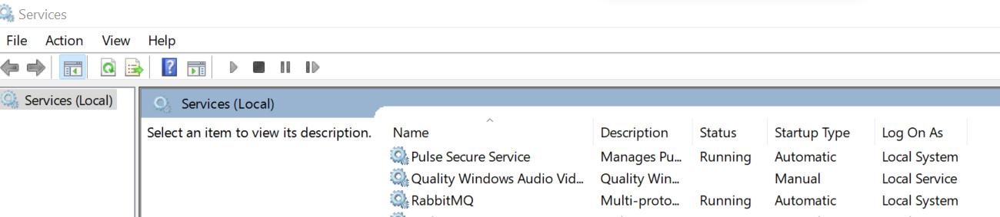 Services
File Action View Help
Services (Local)
Services (Local)
Select an item to view its description.
Name Description Status Startup Type Log On As
Pulse Secure Service Manages Pu... Running Automatic Local System
Quality Windows Audio Vid... Quality Win... Manual Local Service
RabbitMQ Multi-proto... Running Automatic Local System